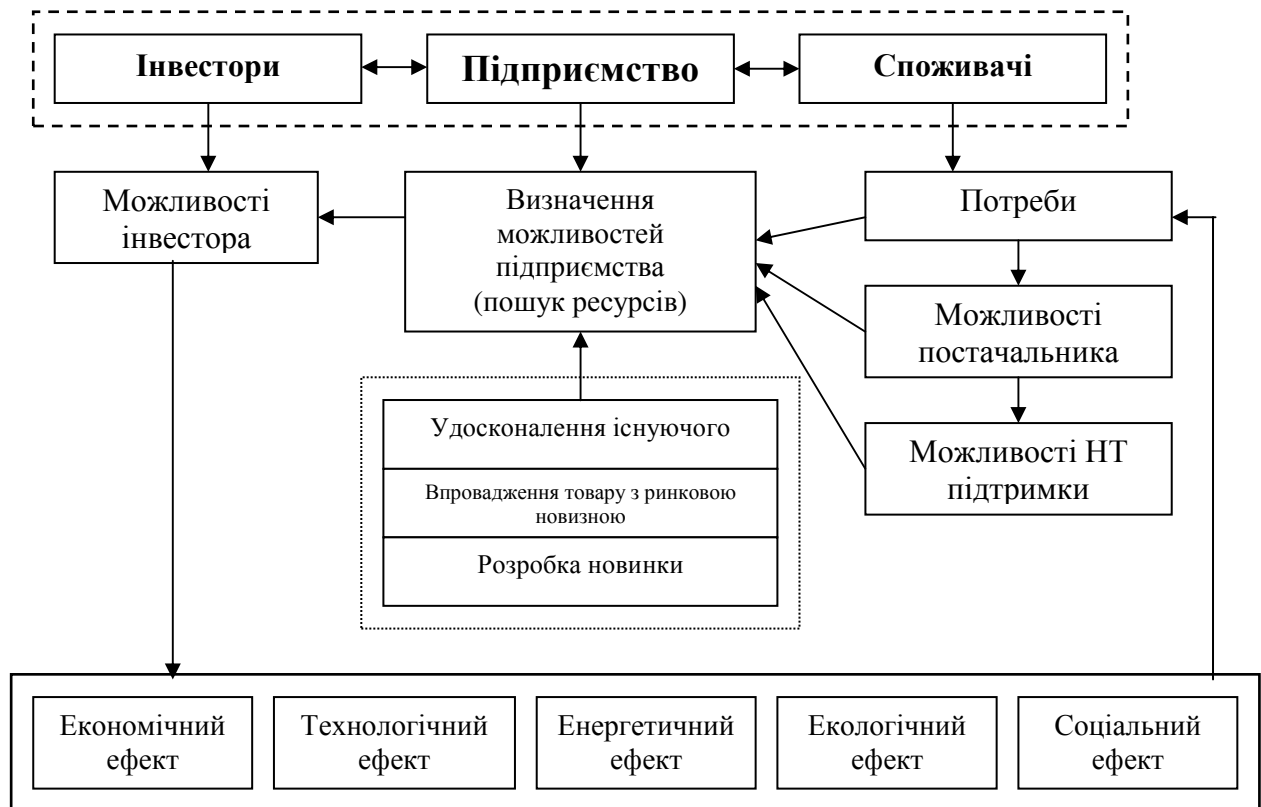 Інвестори
Підприємство
Споживачі
Можливості
інвестора
Визначення
можливостей
підприємства
(пошук ресурсів)
Потреби
Можливості
постачальника
Можливості НТ
підтримки
Удосконалення існуючого
Впровадження товару з ринковою
новизною
Розробка новинки
Економічний
ефект
Технологічний
ефект
Енергетичний
ефект
Екологічний
ефект
Соціальний
ефект